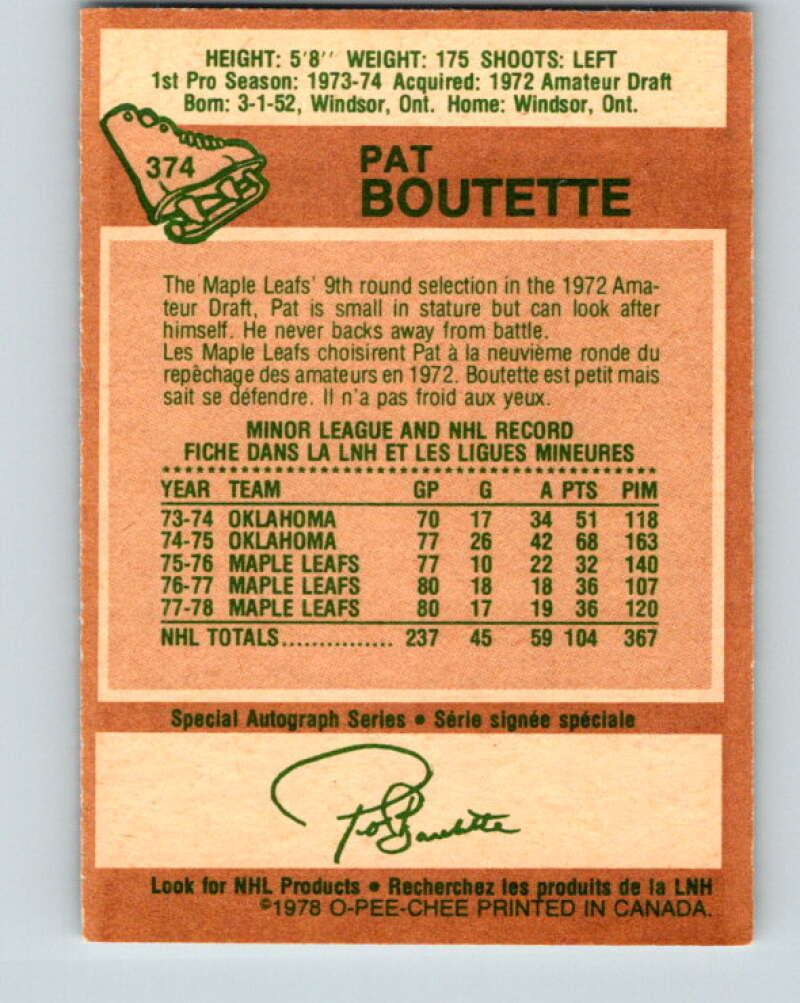 HEIGHT: 5'8'' WEIGHT: 175 SHOOTS: LEFT
1st Pro Season: 1973-74 Acquired: 1972 Amateur Draft
Born: 3-1-52, Windsor, Ont. Home: Windsor, Ont.
374
PAT
BOUTETTE
The Maple Leafs' 9th round selection in the 1972 Ama-
teur Draft, Pat is small in stature but can look after
himself. He never backs away from battle.
Les Maple Leafs choisirent Pat à la neuvième ronde du
repêchage des amateurs en 1972. Boutette est petit mais
sait se défendre. Il n'a pas froid aux yeux.
MINOR LEAGUE AND NHL RECORD
FICHE DANS LA LNH ET LES LIGUES MINEURES
YEAR TEAM GP G A PTS PIM
73-74 OKLAHOMA 70 17 34 51 118
74-75 OKLAHOMA 77 26 42 68 163
75-76 MAPLE LEAFS 77 10 22 32 140
76-77 MAPLE LEAFS 80 18 18 36 107
77-78 MAPLE LEAFS 80 17 19 36 120
NHL TOTALS............... 237 45 59 104 367
Special Autograph Series • Série signée spéciale
Pat Boutette
Look for NHL Products • Recherchez les produits de la LNH
©1978 O-PEE-CHEE PRINTED IN CANADA.